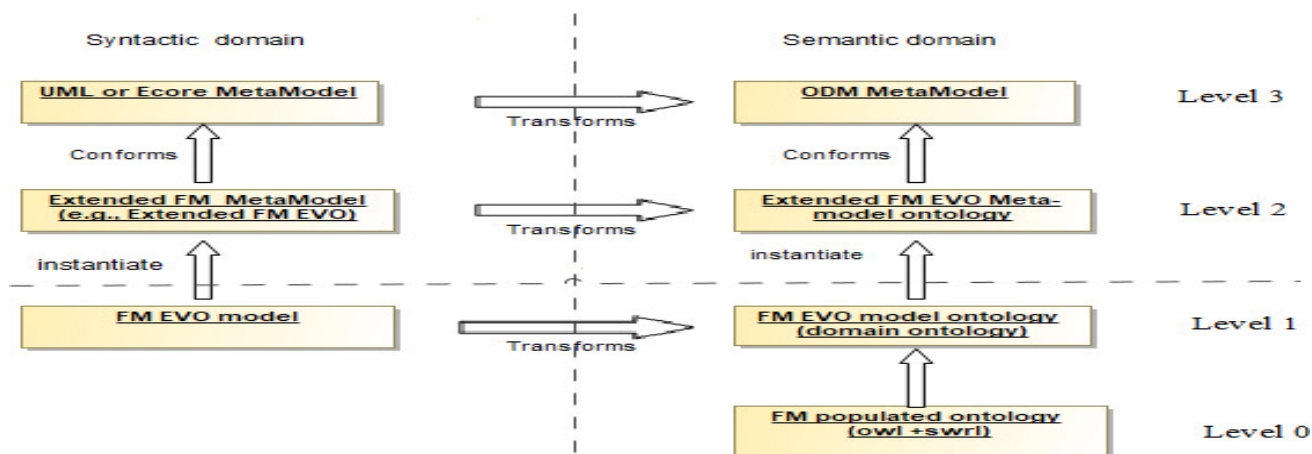 Syntactic domain
Semantic domain
UML or Ecore MetaModel
ODM MetaModel
Level 3
Transforms
Conforms
Conforms
Extended FM MetaModel
(e.g., Extended FM EVO)
Extended FM EVO Meta-
model ontology
Level 2
Transforms
instantiate
instantiate
FM EVO model
FM EVO model ontology
(domain ontology)
Level 1
Transforms
FM populated ontology
(owl +swrl)
Level 0